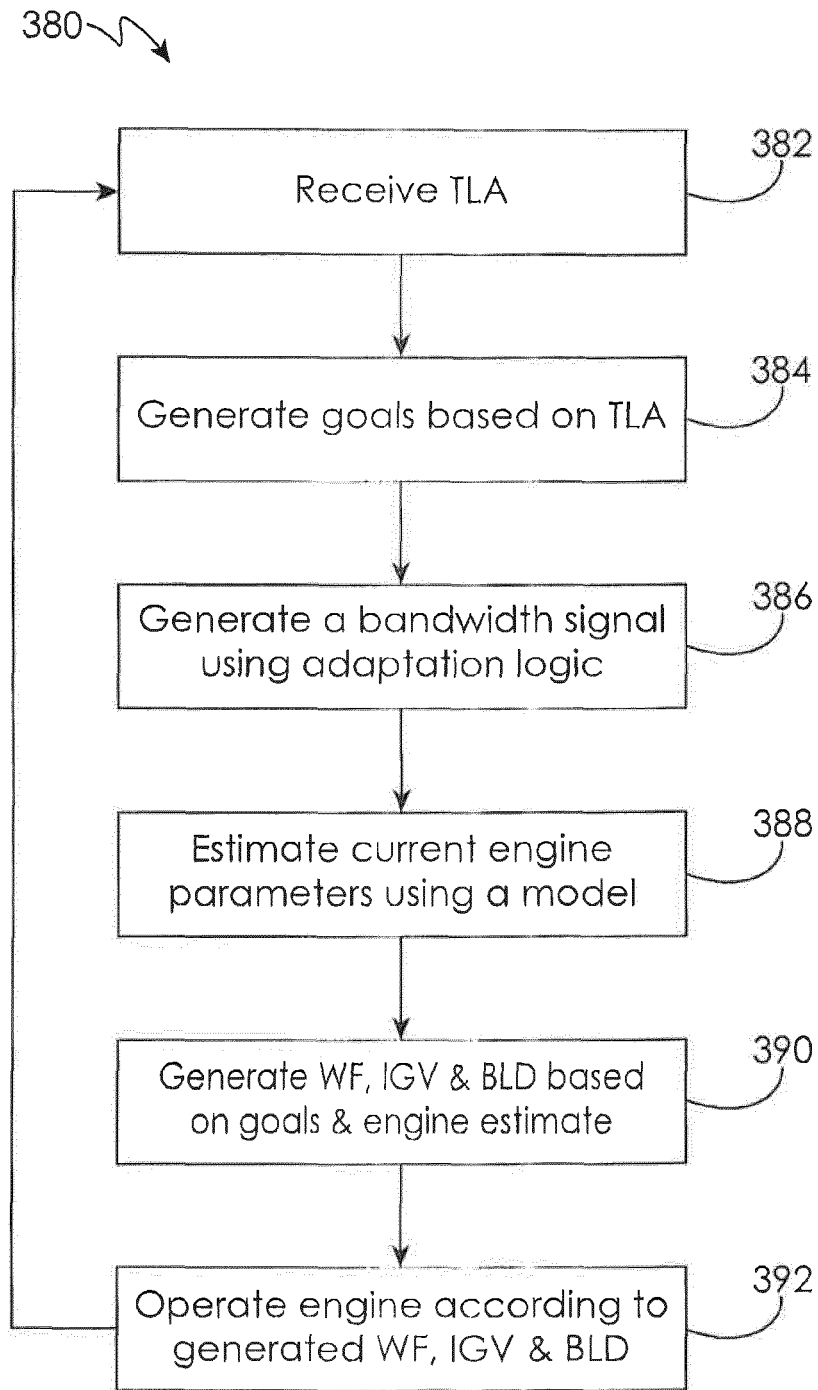 380
382
Receive TLA
384
Generate goals based on TLA
386
Generate a bandwidth signal
using adaptation logic
388
Estimate current engine
parameters using a model
390
Generate WF, IGV & BLD based
on goals & engine estimate
392
Operate engine according to
generated WF, IGV & BLD